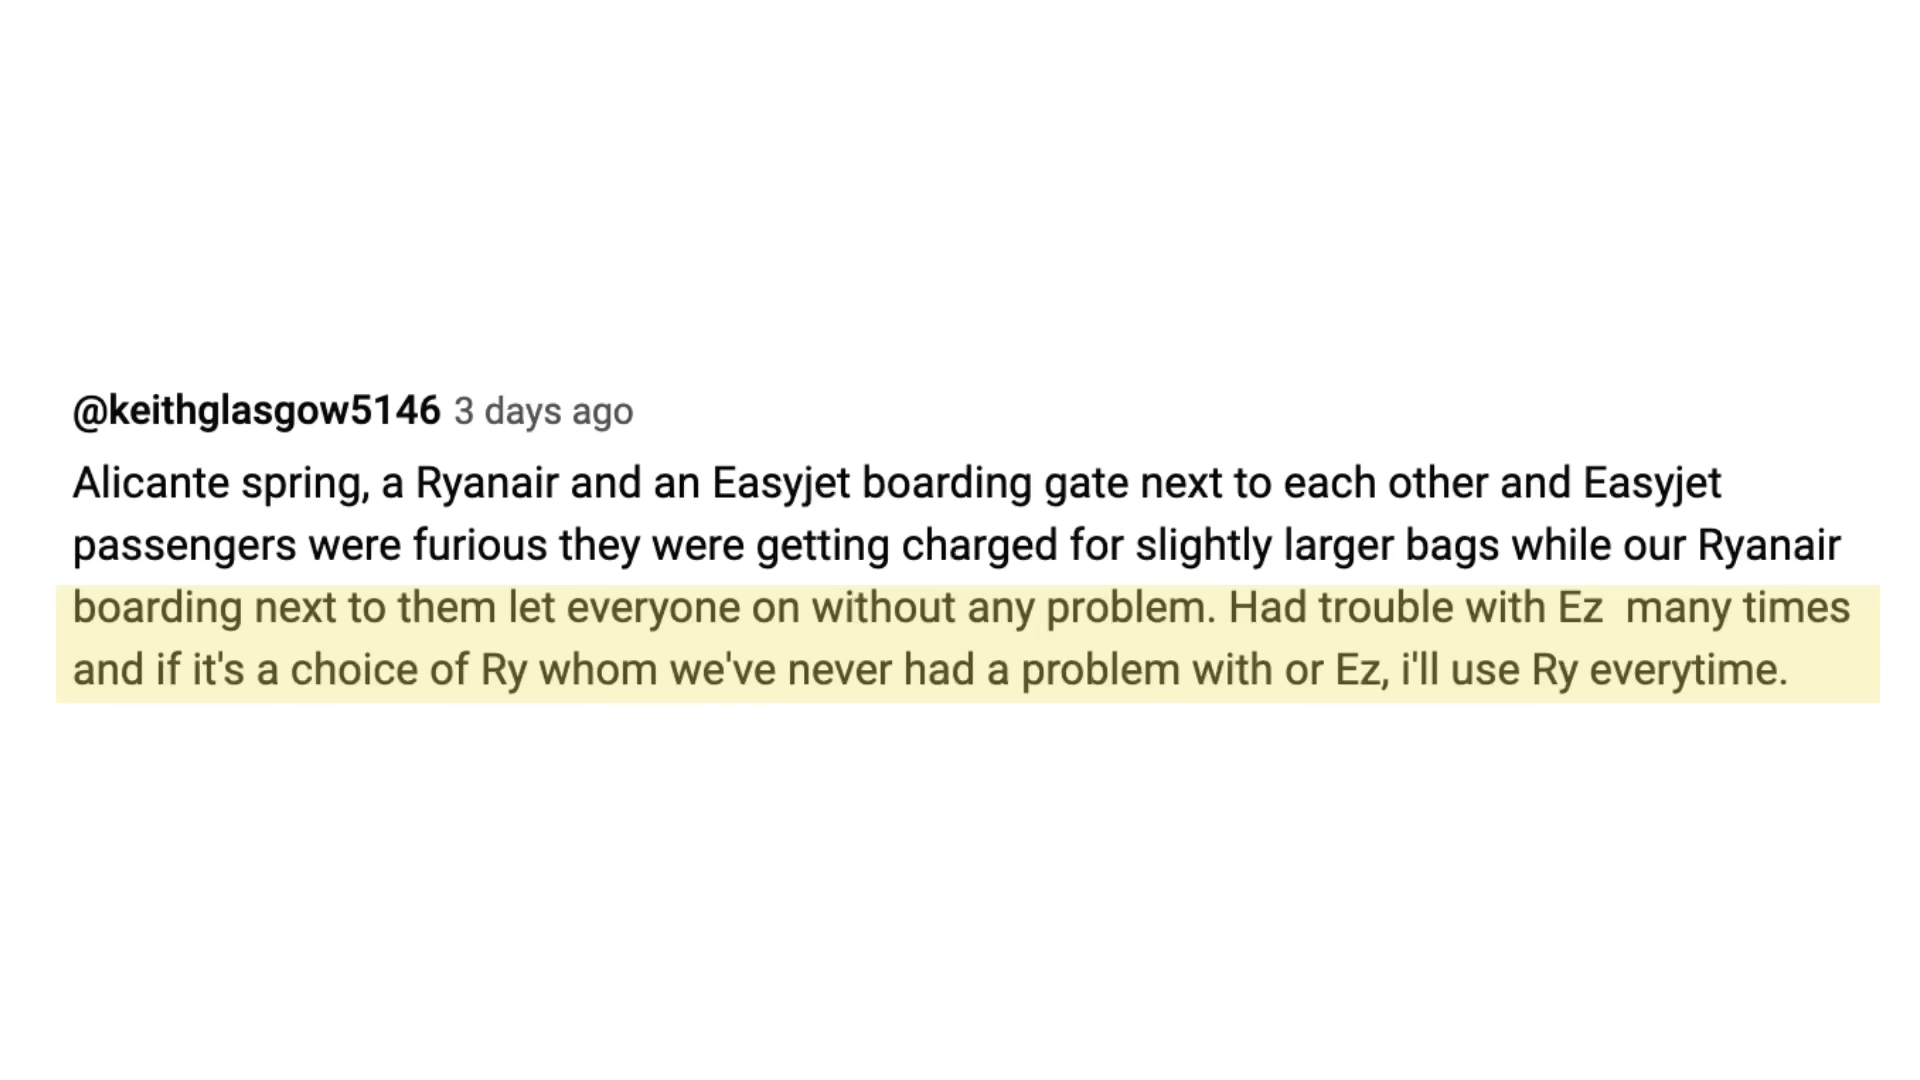 @keithglasgow5146 3 days ago
Alicante spring, a Ryanair and an Easyjet boarding gate next to each other and Easyjet
passengers were furious they were getting charged for slightly larger bags while our Ryanair
boarding next to them let everyone on without any problem. Had trouble with Ez  many times
and if it's a choice of Ry whom we've never had a problem with or Ez, i'll use Ry everytime.